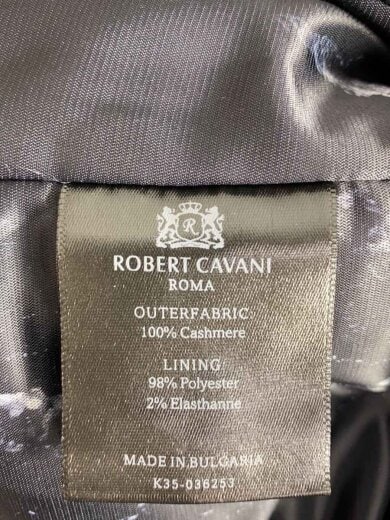 R
ROBERT CAVANI
ROMA
OUTERFABRIC:
100% Cashmere
LINING:
98% Polyester
2% Elasthanne
MADE IN BULGARIA
K35-036253